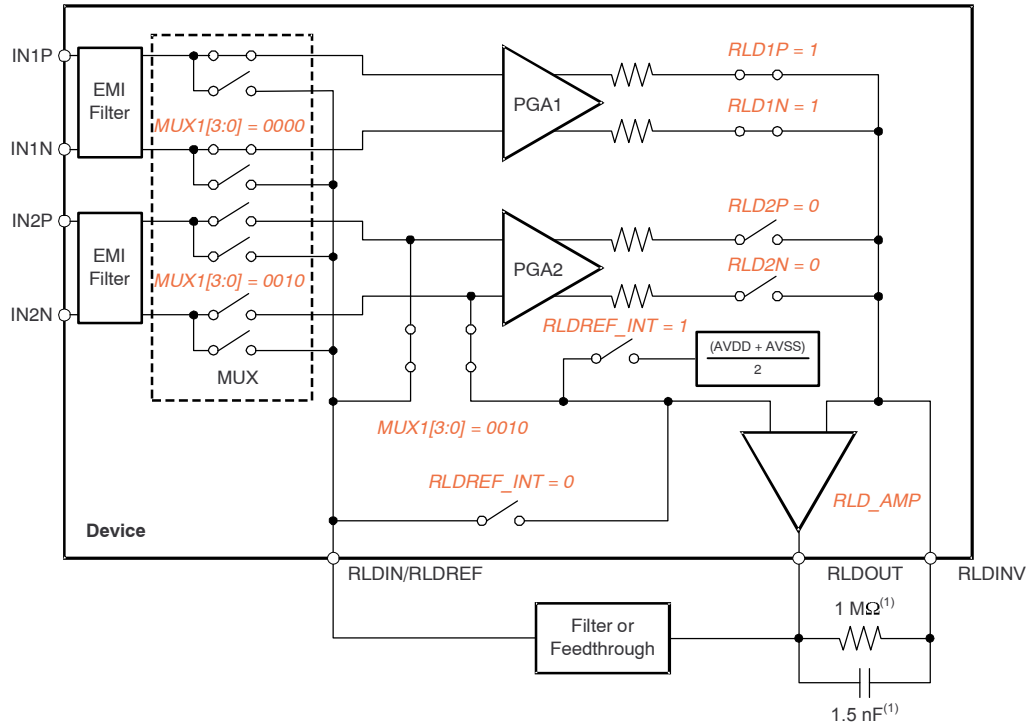 IN1P
EMI
Filter
IN1N
MUX1[3:0] = 0000
PGA1
RLD1P = 1
RLD1N = 1
IN2P
EMI
Filter
IN2N
MUX1[3:0] = 0010
MUX
PGA2
RLD2P = 0
RLD2N = 0
RLDREF_INT = 1
(AVDD + AVSS)
2
MUX1[3:0] = 0010
RLDREF_INT = 0
RLD_AMP
Device
RLDIN/RLDREF
RLDOUT
RLDINV
Filter or
Feedthrough
1 MΩ(1)
1.5 nF(1)